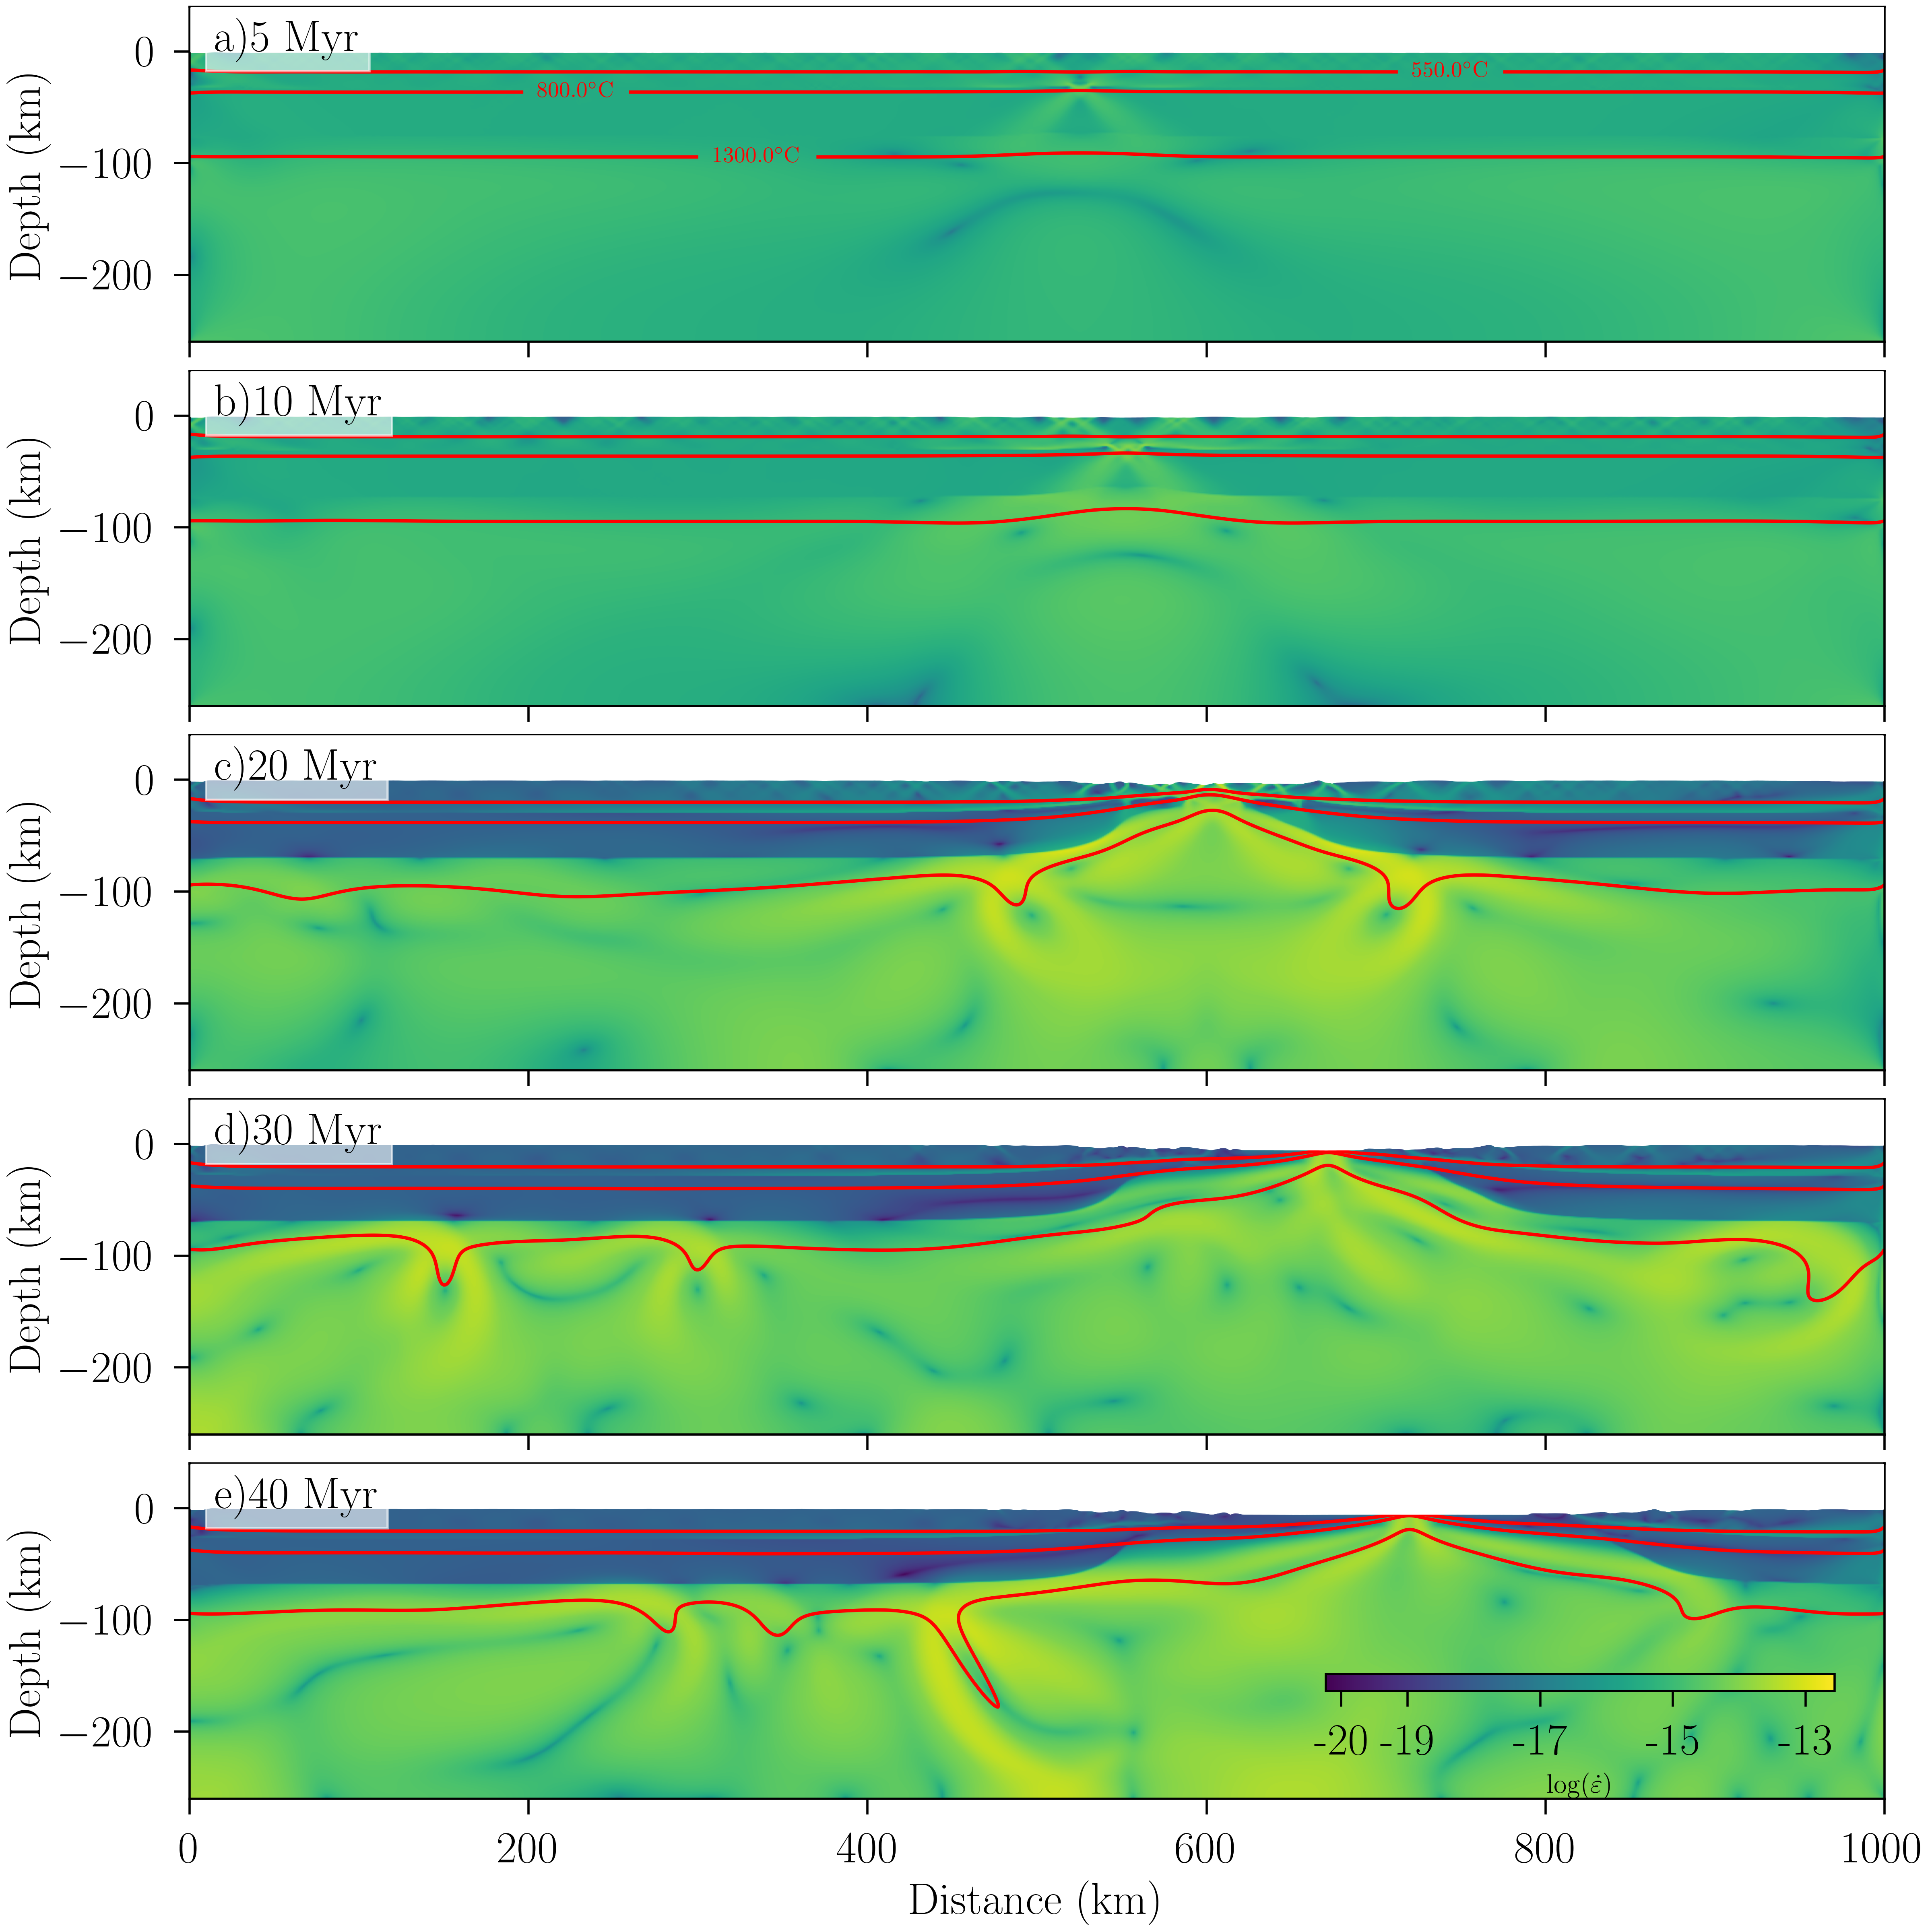 a)5 Myr
0
−100
−200
Depth (km)
550.0°C
800.0°C
1300.0°C
b)10 Myr
0
−100
−200
Depth (km)
c)20 Myr
0
−100
−200
Depth (km)
d)30 Myr
0
−100
−200
Depth (km)
e)40 Myr
0
−100
−200
Depth (km)
-20 -19 -17 -15 -13
log(ε̇)
0 200 400 600 800 1000
Distance (km)